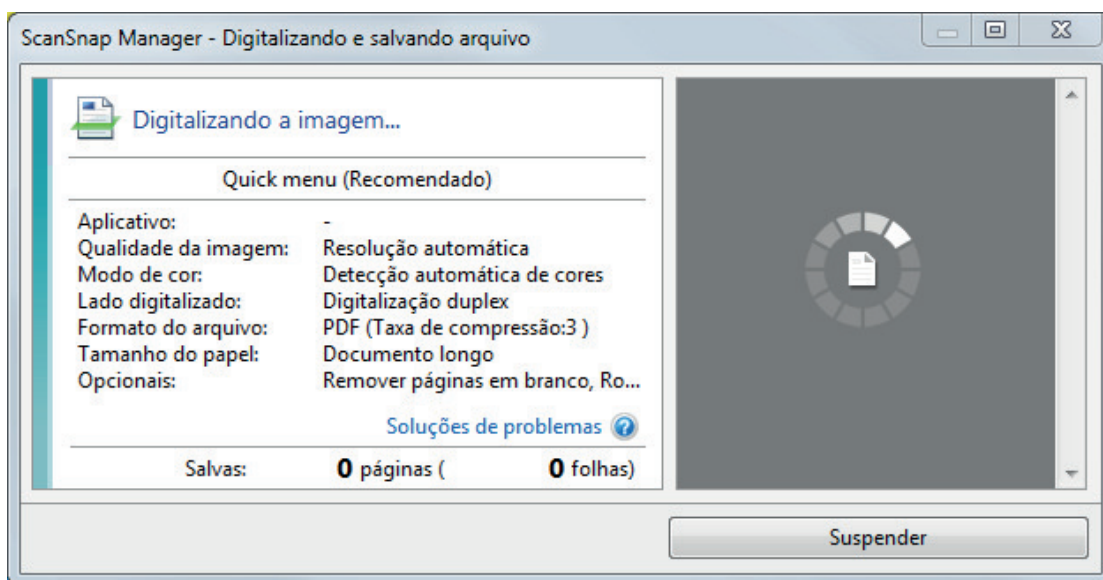 ScanSnap Manager - Digitalizando e salvando arquivo
Digitalizando a imagem...
Quick menu (Recomendado)
Aplicativo: -
Qualidade da imagem: Resolução automática
Modo de cor: Detecção automática de cores
Lado digitalizado: Digitalização duplex
Formato do arquivo: PDF (Taxa de compressão:3 )
Tamanho do papel: Documento longo
Opcionais: Remover páginas em branco, Ro...
Soluções de problemas
Salvas: 0 páginas ( 0 folhas)
Suspender